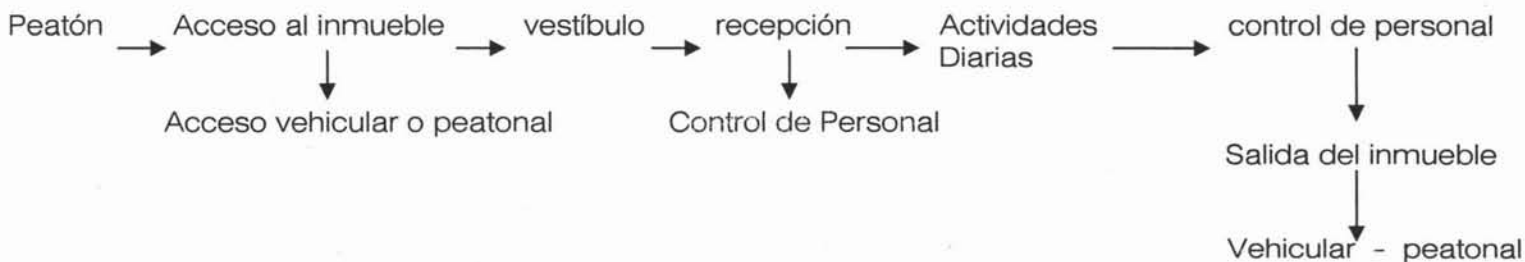 Peatón Acceso al inmueble vestíbulo recepción Actividades Diarias control de personal
Acceso vehicular o peatonal Control de Personal
Salida del inmueble
Vehicular - peatonal